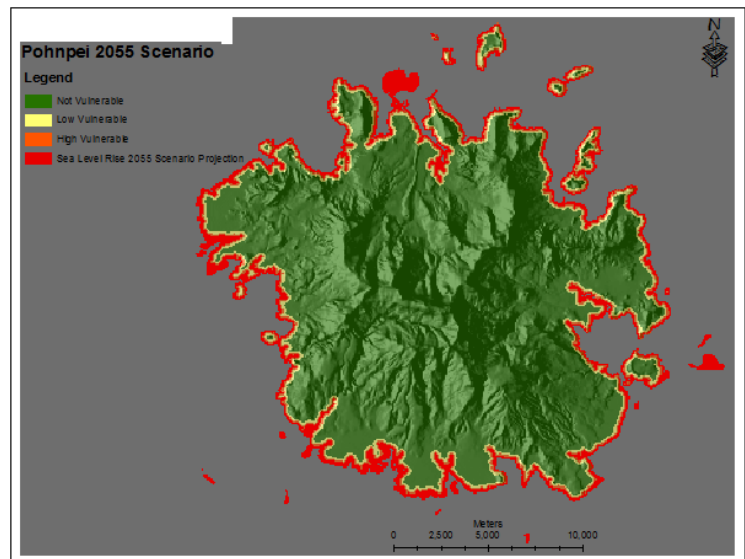 Pohnpei 2055 Scenario
Legend
Not Vulnerable
Low Vulnerable
High Vulnerable
Sea Level Rise 2055 Scenario Projection
N
Meters
0 2,500 5,000 10,000